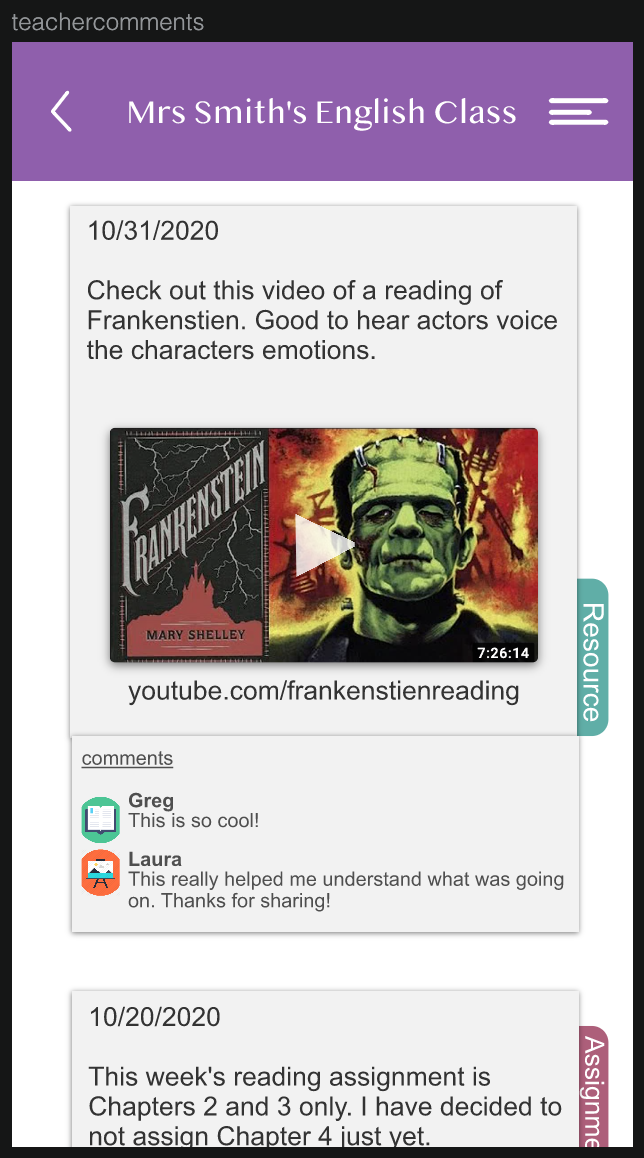 teachercomments
Mrs Smith's English Class
10/31/2020
Check out this video of a reading of
Frankenstien. Good to hear actors voice
the characters emotions.
FRANKENSTEIN
MARY SHELLEY
7:26:14
Resource
youtube.com/frankenstienreading
comments
Greg
This is so cool!
Laura
This really helped me understand what was going
on. Thanks for sharing!
10/20/2020
Assignme
This week's reading assignment is
Chapters 2 and 3 only. I have decided to
not assign Chapter 4 just yet.